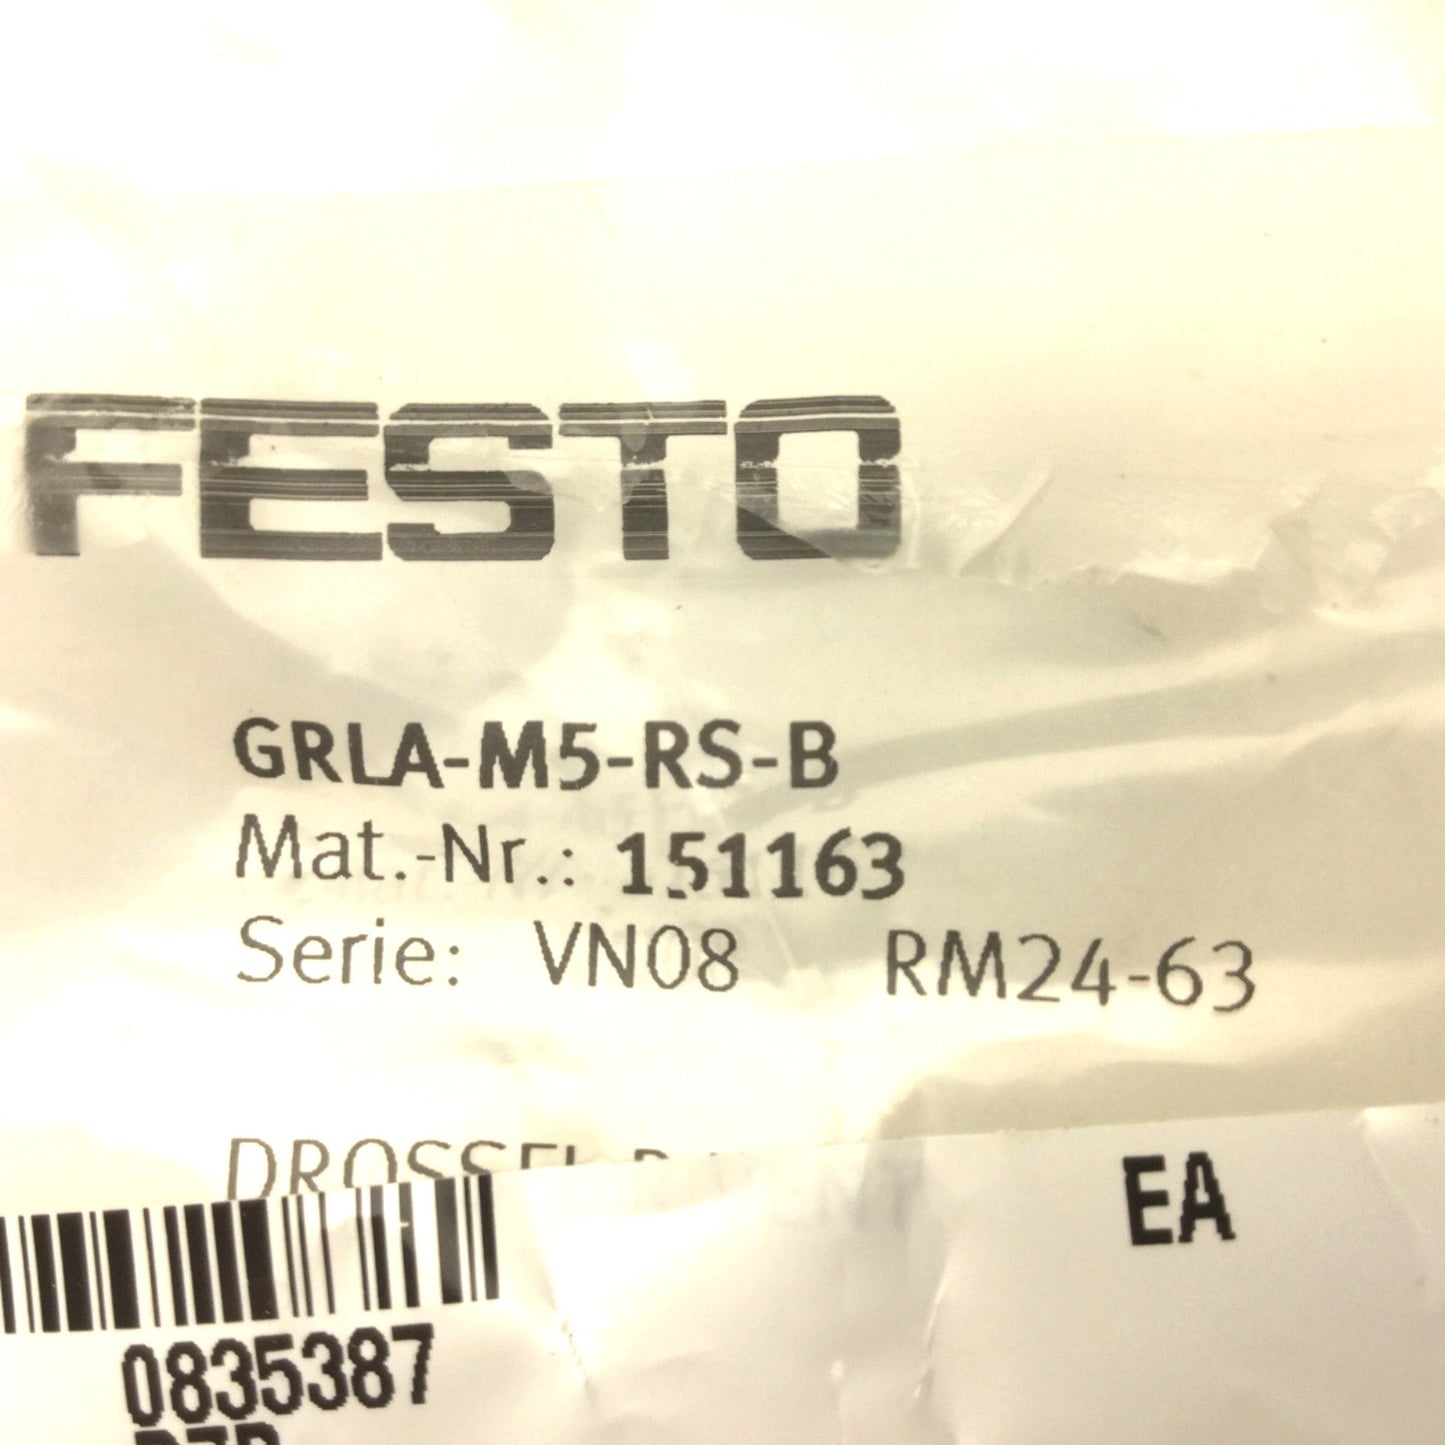 FESTO
GRLA-M5-RS-B
Mat.-Nr.: 151163
Serie: VN08 RM24-63
EA
0835387